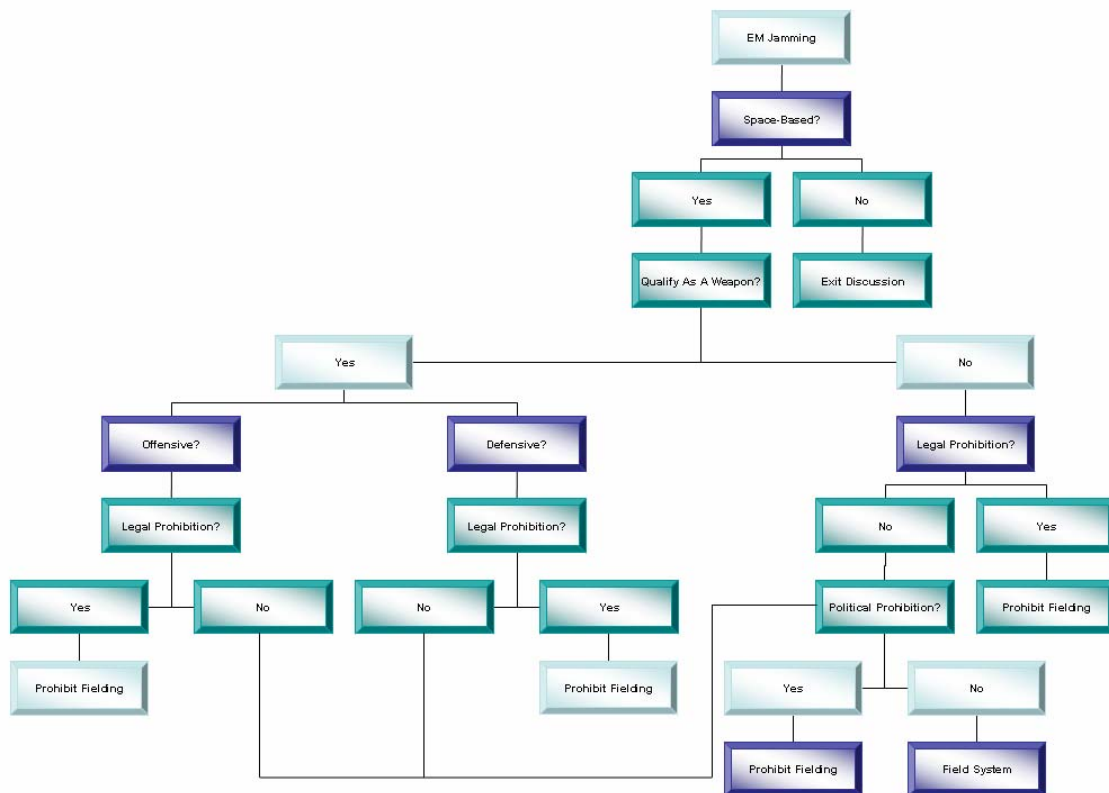 EM Jamming
Space-Based?
Yes
No
Qualify As A Weapon?
Exit Discussion
Yes
No
Offensive?
Defensive?
Legal Prohibition?
Legal Prohibition?
Legal Prohibition?
No
Yes
Yes
No
No
Yes
Political Prohibition?
Prohibit Fielding
Prohibit Fielding
Prohibit Fielding
Yes
No
Prohibit Fielding
Field System